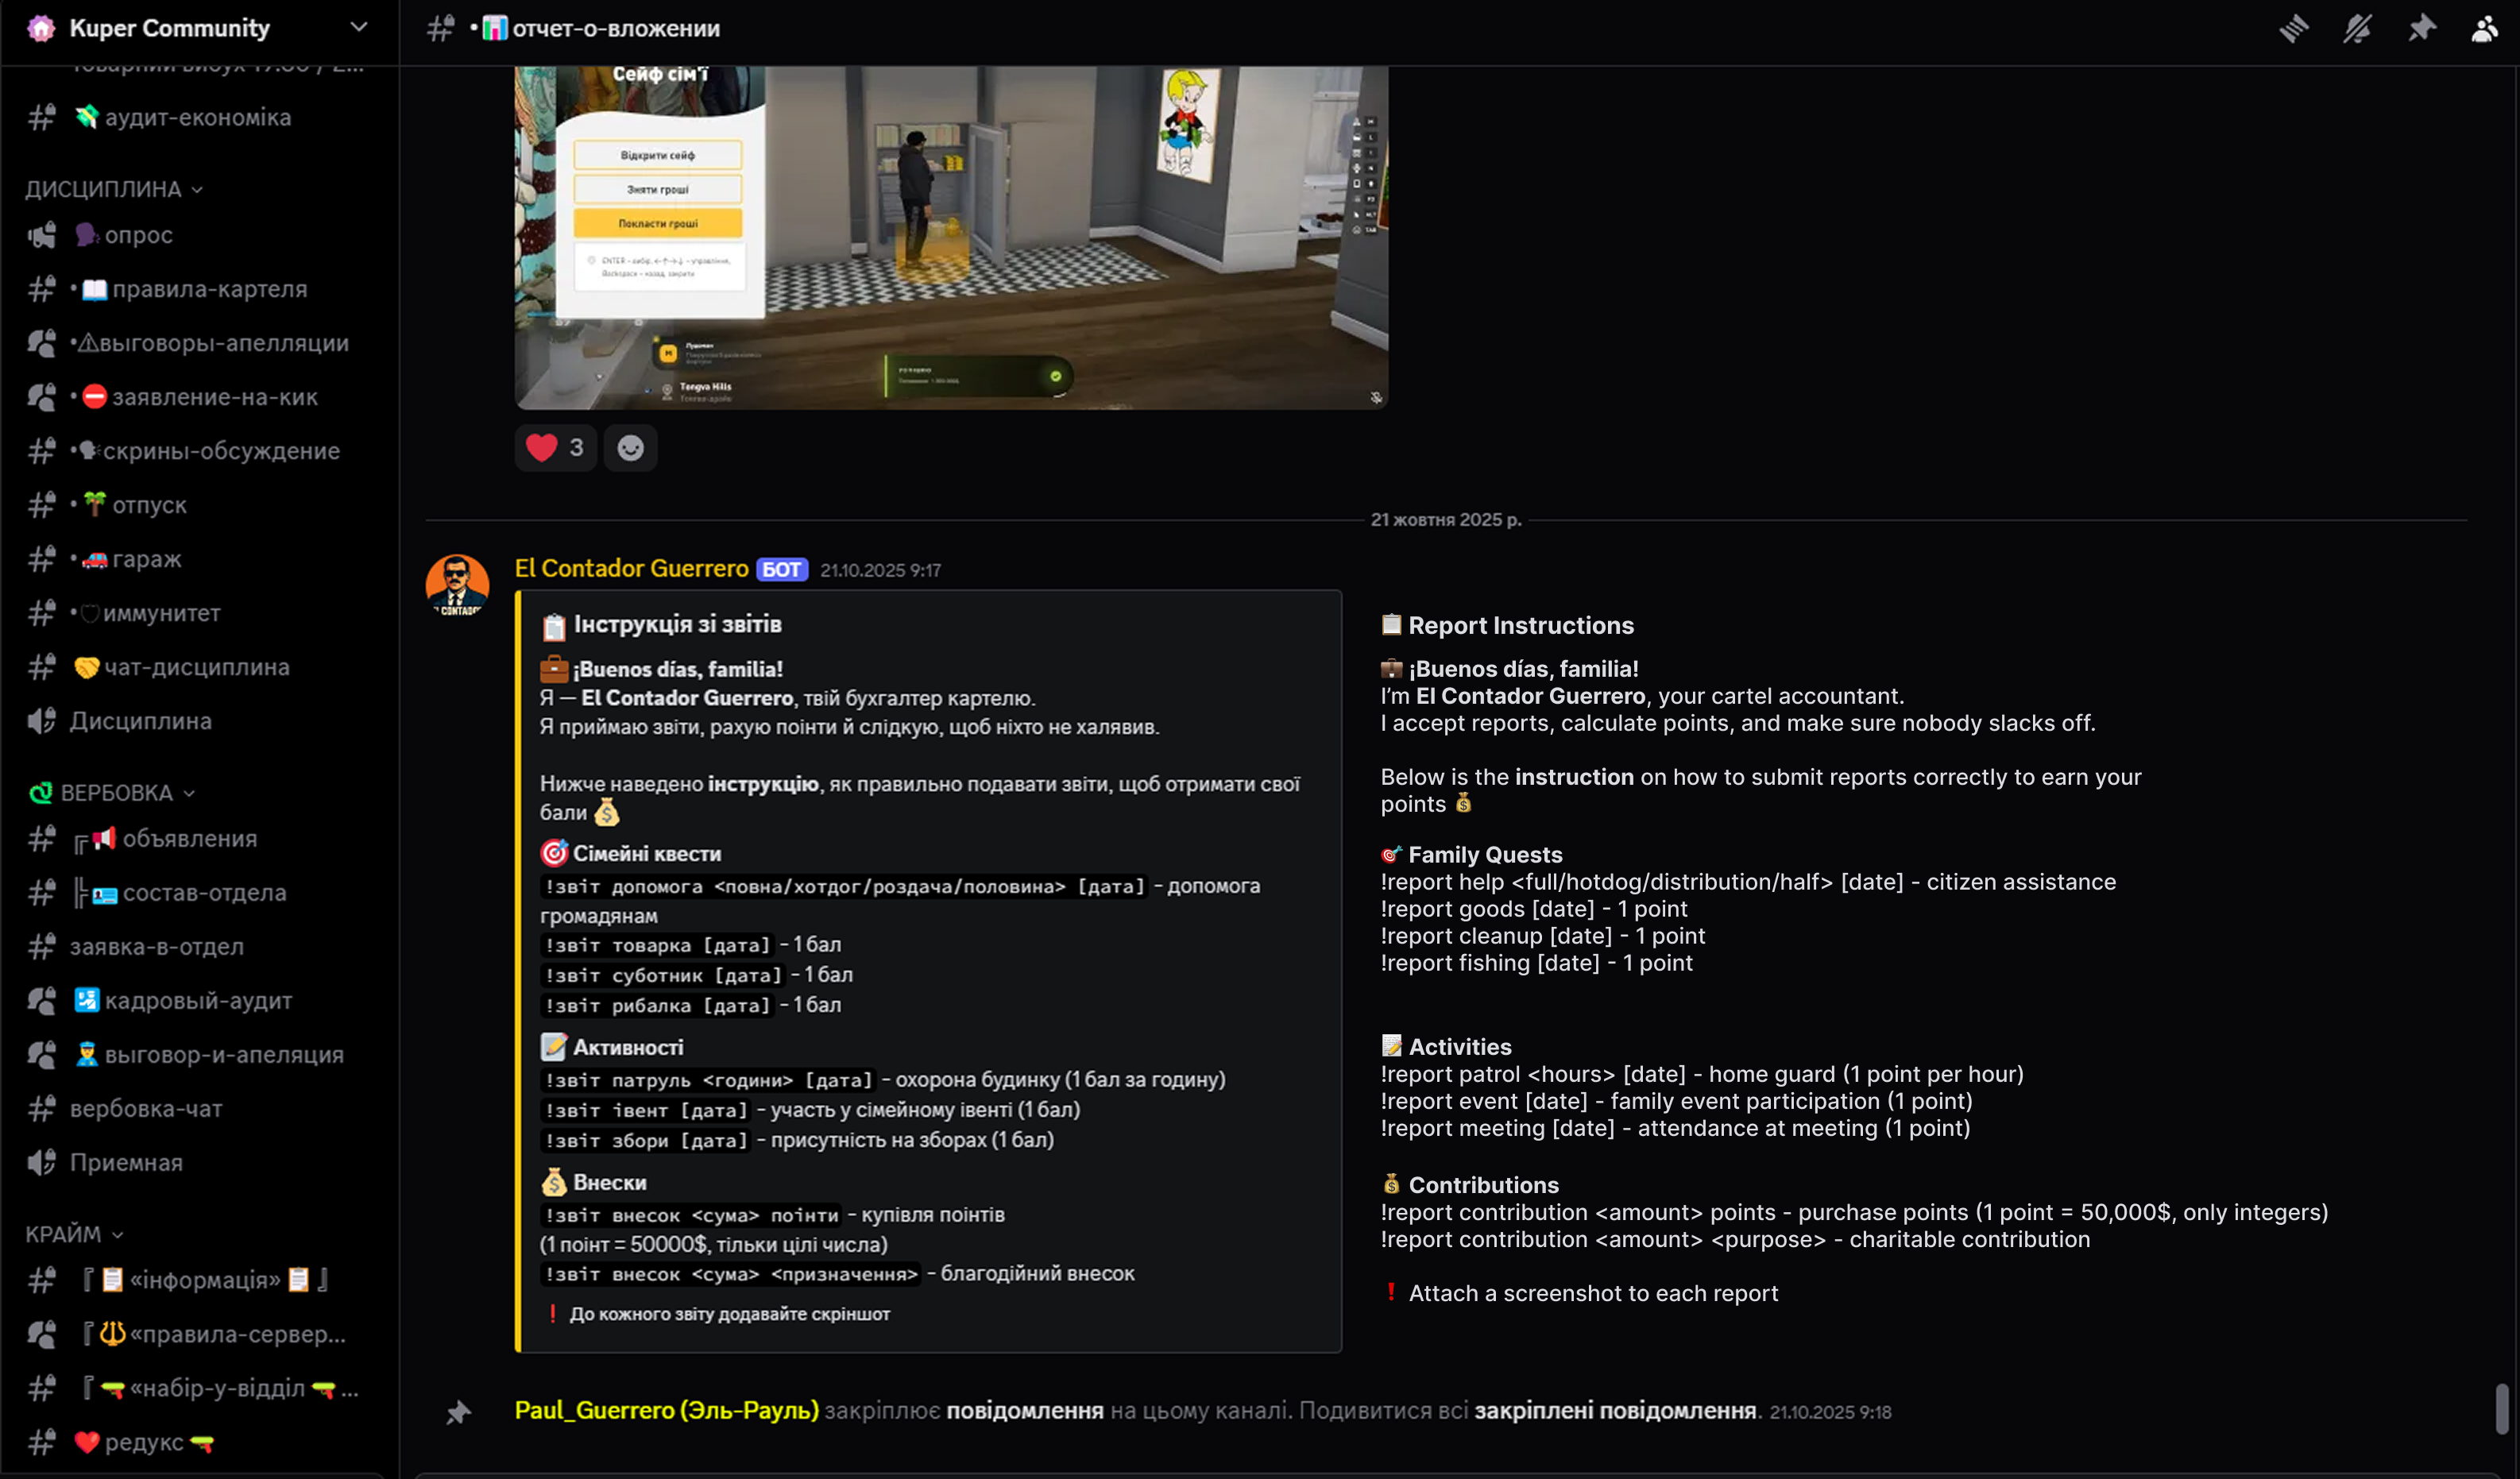 Kuper Community
аудит-економіка
ДИСЦИПЛИНА
опрос
правила-картеля
выговоры-апелляции
заявление-на-кик
скрины-обсуждение
отпуск
гараж
иммунитет
чат-дисциплина
Дисциплина
ВЕРБОВКА
╔ объявления
╠ состав-отдела
заявка-в-отдел
кадровый-аудит
выговор-и-апеляция
вербовка-чат
Приемная
КРАЙМ
『📋«інформація»📋』
『🔱«правила-сервер...
『🔫«набір-у-відділ🔫...
❤️редукс🔫
•📊отчет-о-вложении
Сейф сім'ї
Відкрити сейф
Зняти гроші
Покласти гроші
ENTER - вибір, ←↑→↓ - управління,
Backspace - назад, закрити
Tongva Hills
3
21 жовтня 2025 р.
El Contador Guerrero БОТ 21.10.2025 9:17
📋 Інструкція зі звітів
💼 ¡Buenos días, familia!
Я — El Contador Guerrero, твій бухгалтер картелю.
Я приймаю звіти, рахую поінти й слідкую, щоб ніхто не халявив.
Нижче наведено інструкцію, як правильно подавати звіти, щоб отримати свої
бали 💰
🎯 Сімейні квести
!звіт допомога <повна/хотдог/роздача/половина> [дата] - допомога
громадянам
!звіт товарка [дата] - 1 бал
!звіт суботник [дата] - 1 бал
!звіт рибалка [дата] - 1 бал
📝 Активності
!звіт патруль <години> [дата] - охорона будинку (1 бал за годину)
!звіт івент [дата] - участь у сімейному івенті (1 бал)
!звіт збори [дата] - присутність на зборах (1 бал)
💰 Внески
!звіт внесок <сума> поінти - купівля поінтів
(1 поінт = 50000$, тільки цілі числа)
!звіт внесок <сума> <призначення> - благодійний внесок
❗ До кожного звіту додавайте скріншот
📋 Report Instructions
💼 ¡Buenos días, familia!
I’m El Contador Guerrero, your cartel accountant.
I accept reports, calculate points, and make sure nobody slacks off.
Below is the instruction on how to submit reports correctly to earn your
points 💰
🎯 Family Quests
!report help <full/hotdog/distribution/half> [date] - citizen assistance
!report goods [date] - 1 point
!report cleanup [date] - 1 point
!report fishing [date] - 1 point
📝 Activities
!report patrol <hours> [date] - home guard (1 point per hour)
!report event [date] - family event participation (1 point)
!report meeting [date] - attendance at meeting (1 point)
💰 Contributions
!report contribution <amount> points - purchase points (1 point = 50,000$, only integers)
!report contribution <amount> <purpose> - charitable contribution
❗ Attach a screenshot to each report
Paul_Guerrero (Эль-Рауль) закріплює повідомлення на цьому каналі. Подивитися всі закріплені повідомлення. 21.10.2025 9:18